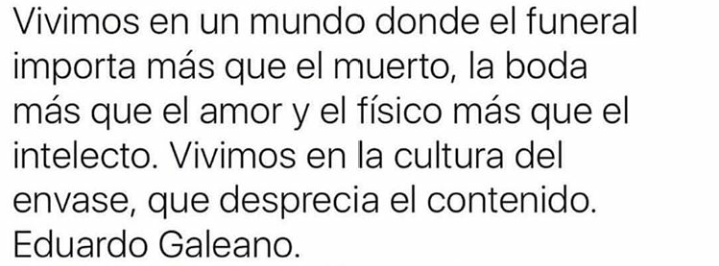 Vivimos en un mundo donde el funeral
importa más que el muerto, la boda
más que el amor y el físico más que el
intelecto. Vivimos en la cultura del
envase, que desprecia el contenido.
Eduardo Galeano.